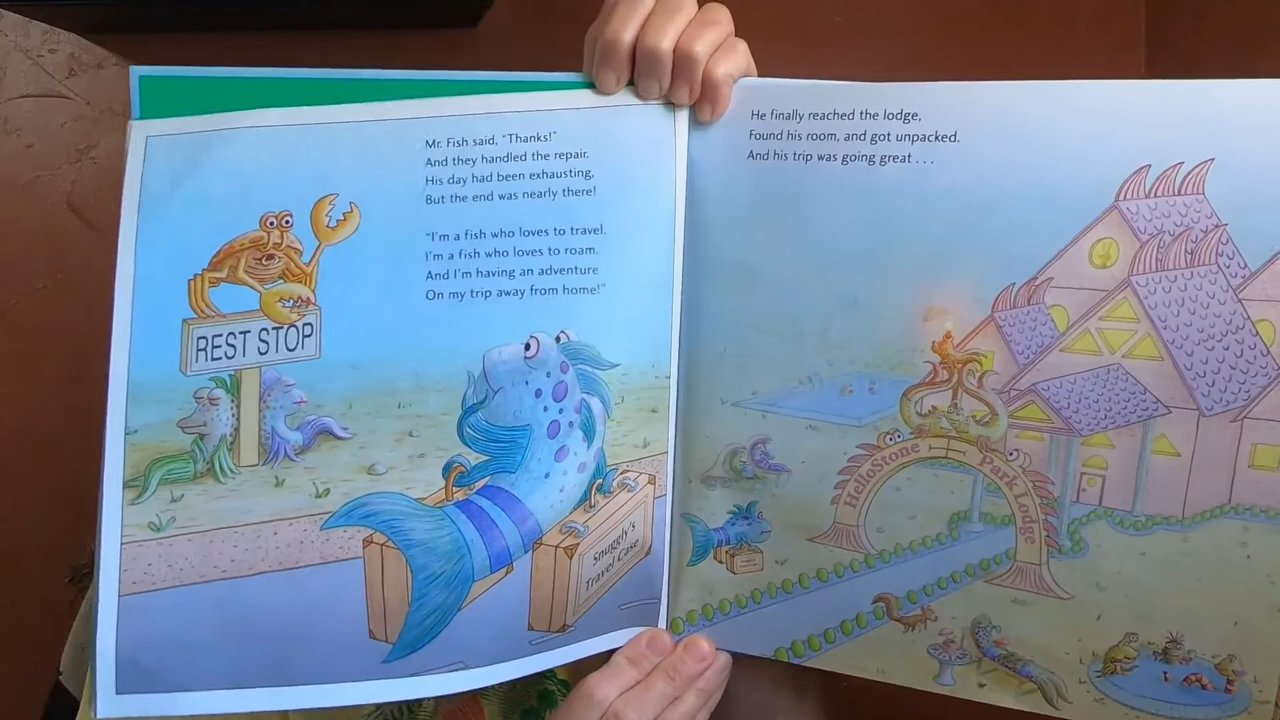 Mr. Fish said, “Thanks!”
And they handled the repair.
His day had been exhausting,
But the end was nearly there!
“I’m a fish who loves to travel.
I’m a fish who loves to roam.
And I’m having an adventure
On my trip away from home!”
REST STOP
Snuggly’s
Travel Case
He finally reached the lodge,
Found his room, and got unpacked.
And his trip was going great . . .
HelloStone Park Lodge